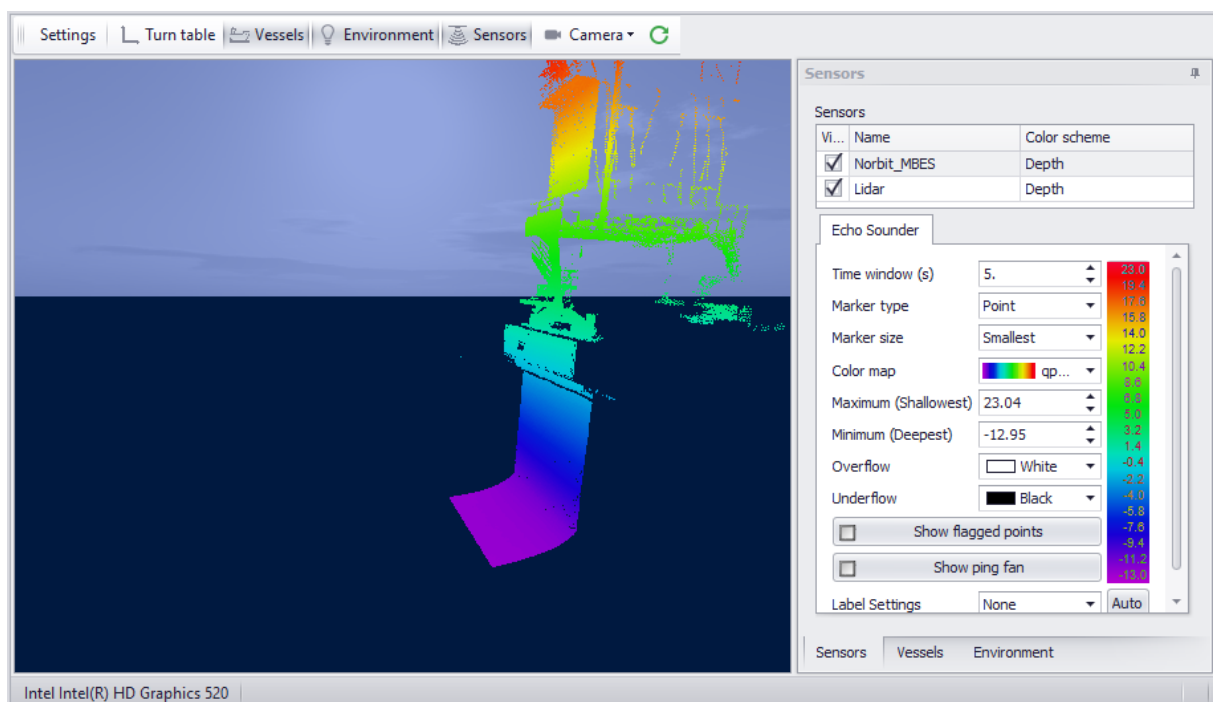 Settings Turn table Vessels Environment Sensors Camera
Sensors
Sensors
Vi... Name Color scheme
Norbit_MBES Depth
Lidar Depth
Echo Sounder
Time window (s) 5.
Marker type Point
Marker size Smallest
Color map qp...
Maximum (Shallowest) 23.04
Minimum (Deepest) -12.95
Overflow White
Underflow Black
Show flagged points
Show ping fan
Label Settings None Auto
23.0
19.4
17.6
15.8
14.0
12.2
10.4
8.6
6.8
5.0
3.2
1.4
-0.4
-2.2
-4.0
-5.8
-7.6
-9.4
-11.2
-13.0
Sensors Vessels Environment
Intel Intel(R) HD Graphics 520